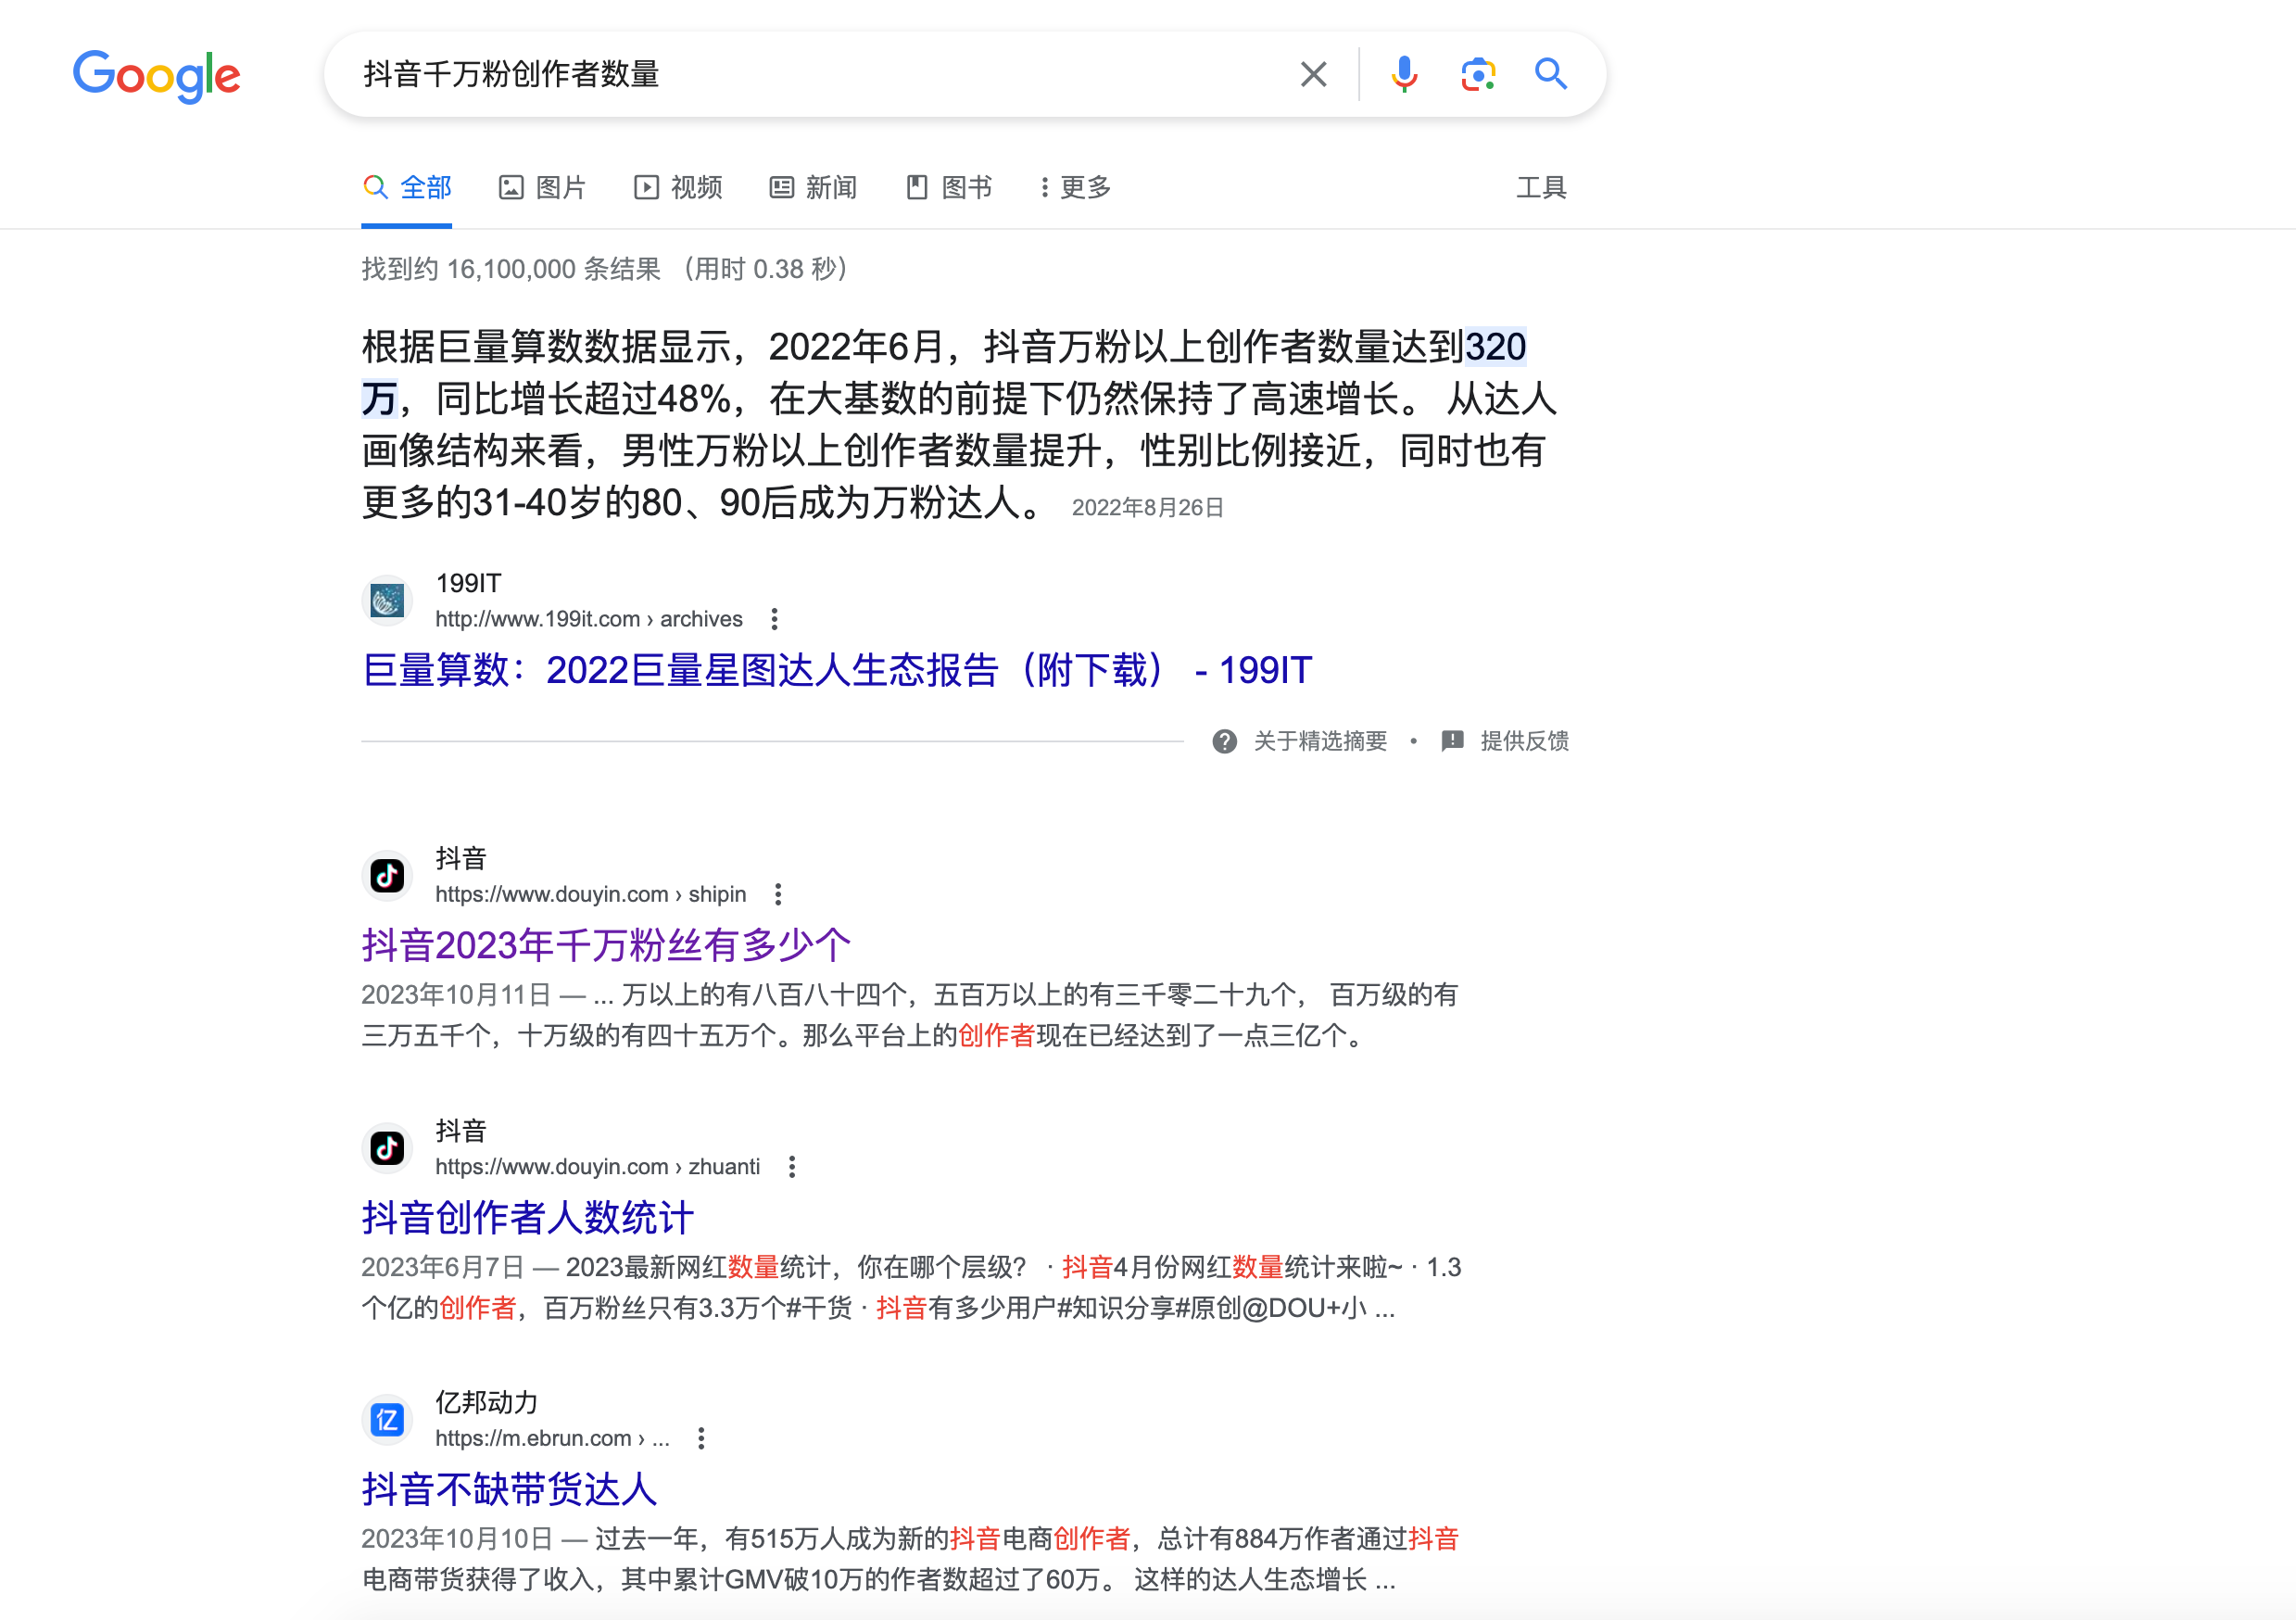 Google
抖音千万粉创作者数量
全部 图片 视频 新闻 图书 更多 工具
找到约 16,100,000 条结果 （用时 0.38 秒）
根据巨量算数数据显示，2022年6月，抖音万粉以上创作者数量达到320
万，同比增长超过48%，在大基数的前提下仍然保持了高速增长。 从达人
画像结构来看，男性万粉以上创作者数量提升，性别比例接近，同时也有
更多的31-40岁的80、90后成为万粉达人。 2022年8月26日
199IT
http://www.199it.com › archives
巨量算数：2022巨量星图达人生态报告（附下载） - 199IT
关于精选摘要 • 提供反馈
抖音
https://www.douyin.com › shipin
抖音2023年千万粉丝有多少个
2023年10月11日 — ... 万以上的有八百八十四个，五百万以上的有三千零二十九个， 百万级的有
三万五千个，十万级的有四十五万个。那么平台上的创作者现在已经达到了一点三亿个。
抖音
https://www.douyin.com › zhuanti
抖音创作者人数统计
2023年6月7日 — 2023最新网红数量统计，你在哪个层级？ · 抖音4月份网红数量统计来啦~ · 1.3
个亿的创作者，百万粉丝只有3.3万个#干货 · 抖音有多少用户#知识分享#原创@DOU+小 ...
亿
亿邦动力
https://m.ebrun.com › ...
抖音不缺带货达人
2023年10月10日 — 过去一年，有515万人成为新的抖音电商创作者，总计有884万作者通过抖音
电商带货获得了收入，其中累计GMV破10万的作者数超过了60万。 这样的达人生态增长 ...